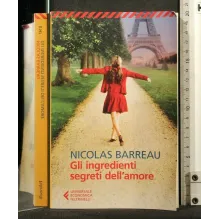 NICOLAS BARREAU
Gli ingredienti
segreti dell'amore
UNIVERSALE
ECONOMICA
FELTRINELLI